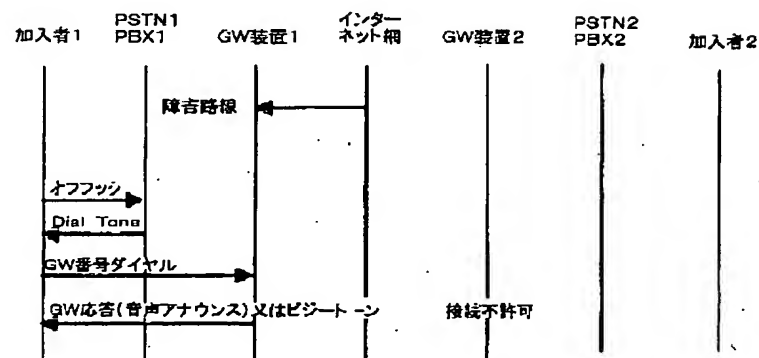 加入者1
PSTN1
PBX1
GW装置1
インター
ネット網
GW装置2
PSTN2
PBX2
加入者2
障害路線
オフフッシ
Dial Tone
GW番号ダイヤル
GW応答(音声アナウンス)又はビジートーン
接続不許可